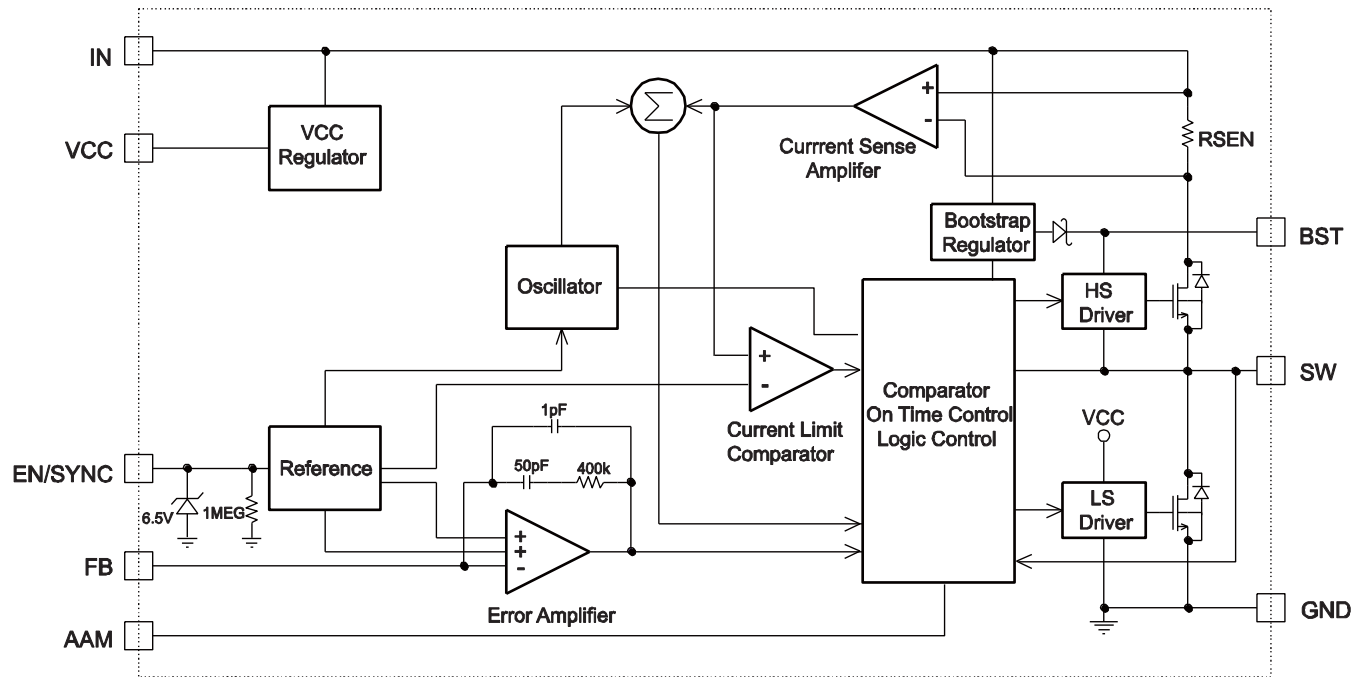 IN
VCC
Regulator
VCC
Σ
+
-
Currrent Sense
Amplifer
RSEN
Bootstrap
Regulator
BST
Oscillator
HS
Driver
+
-
Current Limit
Comparator
Comparator
On Time Control
Logic Control
SW
VCC
1pF
50pF
400k
EN/SYNC
Reference
6.5V
1MEG
LS
Driver
+
+
-
Error Amplifier
FB
GND
AAM